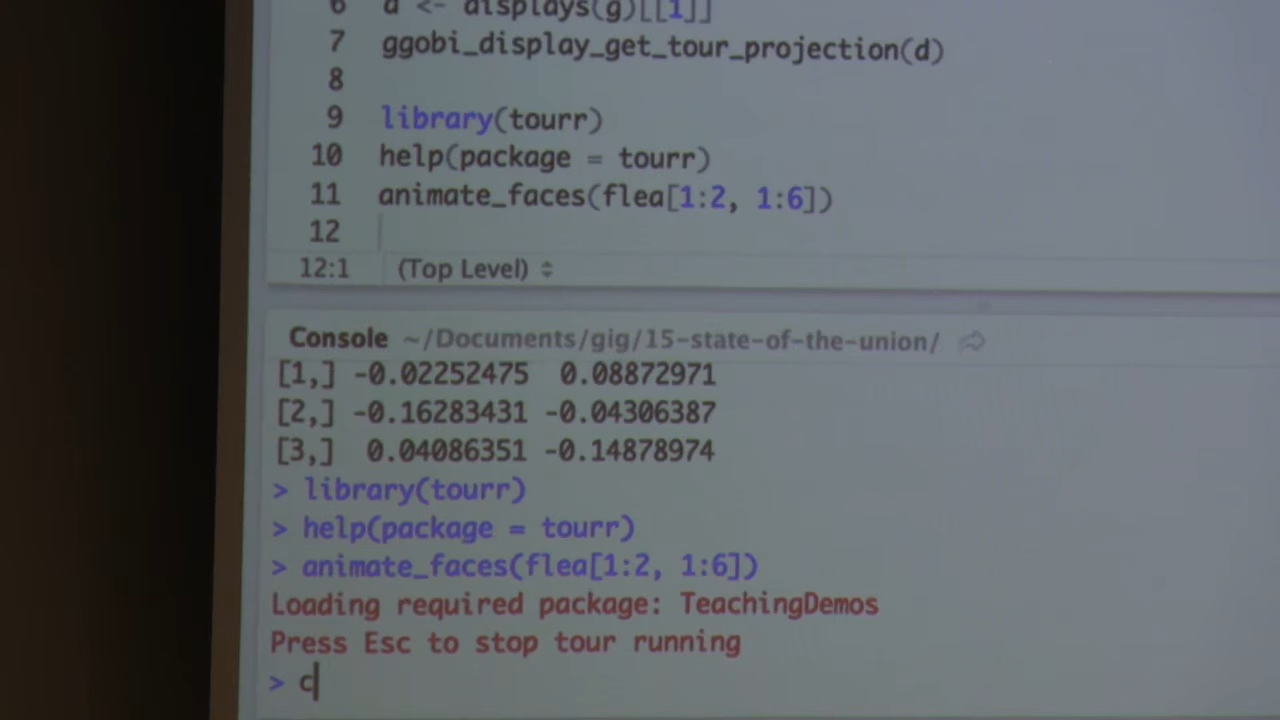 6 d <- displays(g)[[1]]
7 ggobi_display_get_tour_projection(d)
8
9 library(tourr)
10 help(package = tourr)
11 animate_faces(flea[1:2, 1:6])
12
12:1 (Top Level)
Console ~/Documents/gig/15-state-of-the-union/
[1,] -0.02252475 0.08872971
[2,] -0.16283431 -0.04306387
[3,] 0.04086351 -0.14878974
> library(tourr)
> help(package = tourr)
> animate_faces(flea[1:2, 1:6])
Loading required package: TeachingDemos
Press Esc to stop tour running
> c